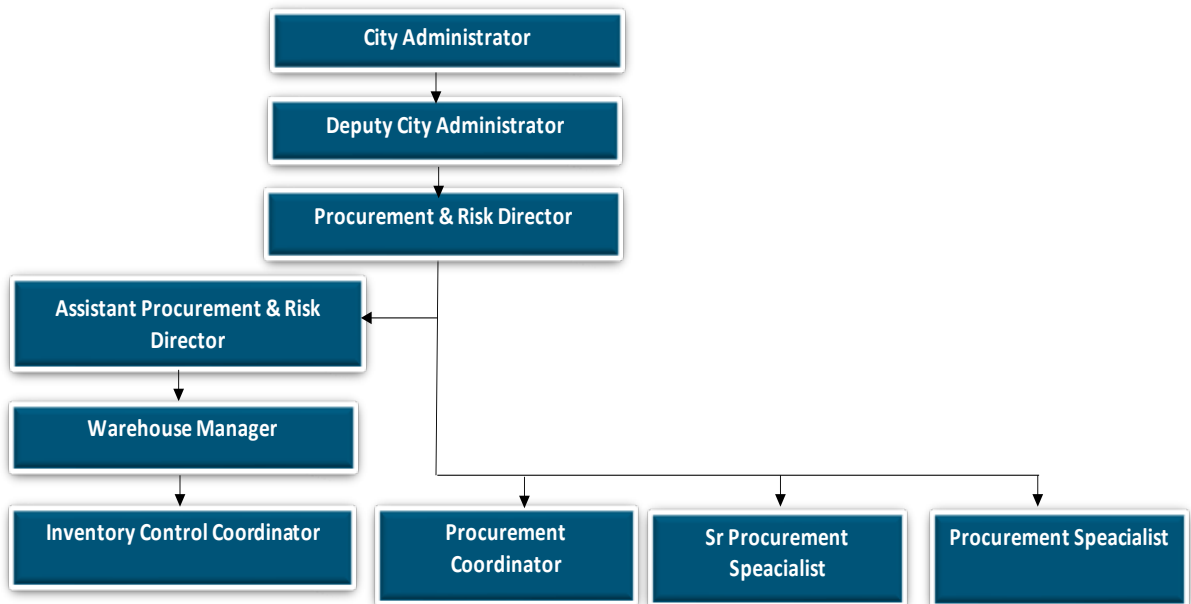 City Administrator
Deputy City Administrator
Procurement & Risk Director
Assistant Procurement & Risk
Director
Warehouse Manager
Inventory Control Coordinator
Procurement
Coordinator
Sr Procurement
Speacialist
Procurement Speacialist